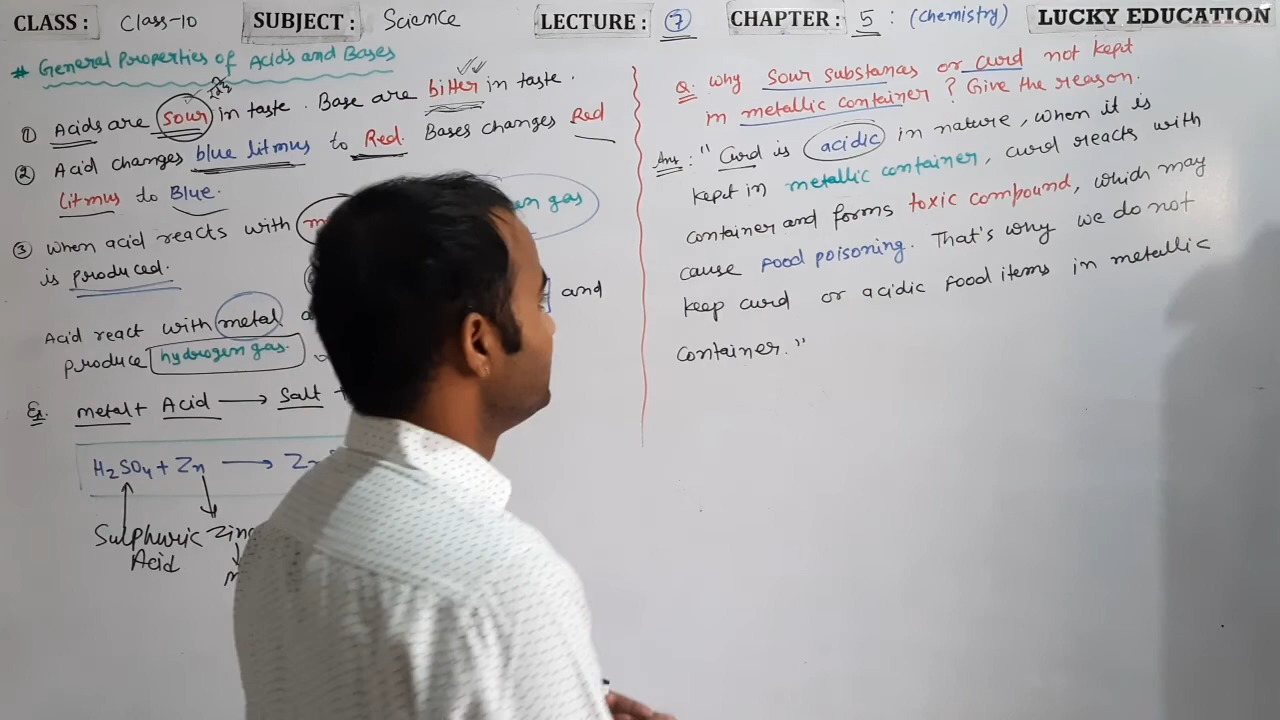 CLASS : Class-10 SUBJECT : Science LECTURE : 7 CHAPTER : 5 : (Chemistry) LUCKY EDUCATION
# General Properties of Acids and Bases
① Acids are sour in taste. Base are bitter in taste.
② Acid changes blue litmus to Red. Bases changes Red
litmus to Blue.
③ when acid reacts with gas
is produced.
Acid react with metal and
produce hydrogen gas.
Ex. metal + Acid → Salt +
H₂SO₄ + Zn →
Sulphuric Acid
Q. why sour substanas or curd not kept
in metallic container ? Give the reason.
Ans : " Curd is acidic in nature, when it is
kept in metallic container, curd reacts with
container and forms toxic compound, which may
cause food poisoning. That's why we do not
keep curd or acidic food items in metallic
container."